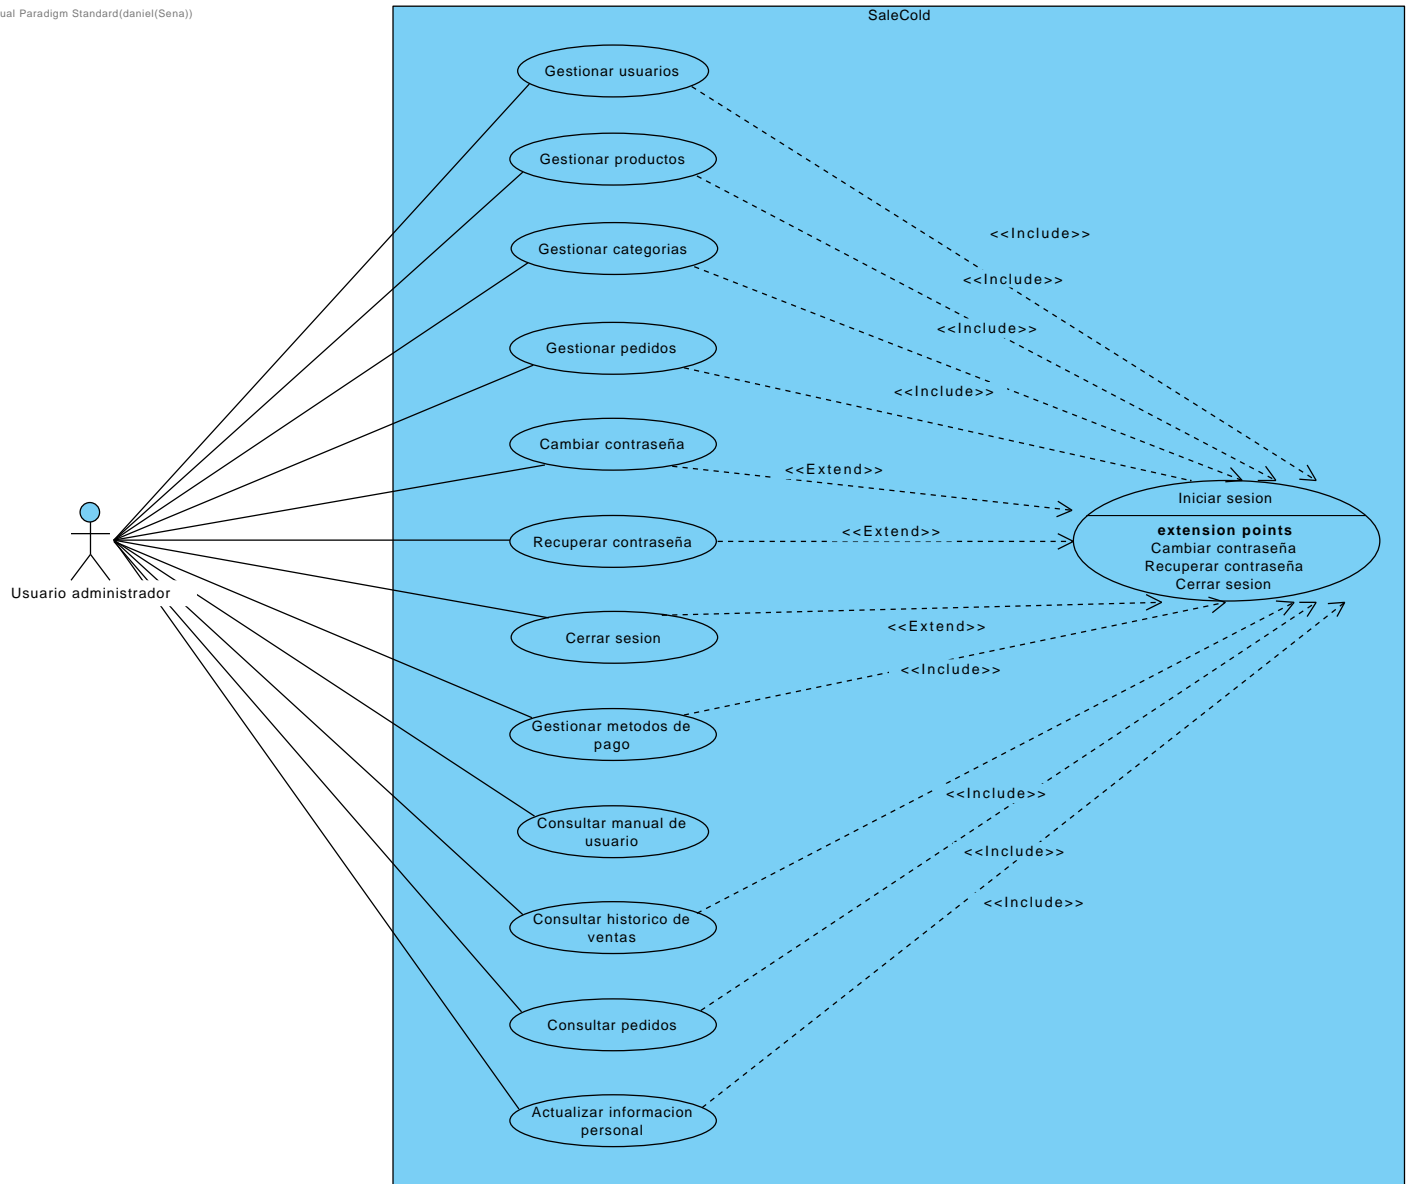 ual Paradigm Standard(daniel(Sena))
SaleCold
Gestionar usuarios
Gestionar productos
<<Include>>
Gestionar categorias
<<Include>>
<<Include>>
Gestionar pedidos
<<Include>>
Cambiar contraseña
<<Extend>>
Iniciar sesion
extension points
Cambiar contraseña
Recuperar contraseña
Cerrar sesion
Recuperar contraseña
<<Extend>>
Usuario administrador
Cerrar sesion
<<Extend>>
<<Include>>
Gestionar metodos de
pago
<<Include>>
Consultar manual de
usuario
<<Include>>
<<Include>>
Consultar historico de
ventas
Consultar pedidos
Actualizar informacion
personal